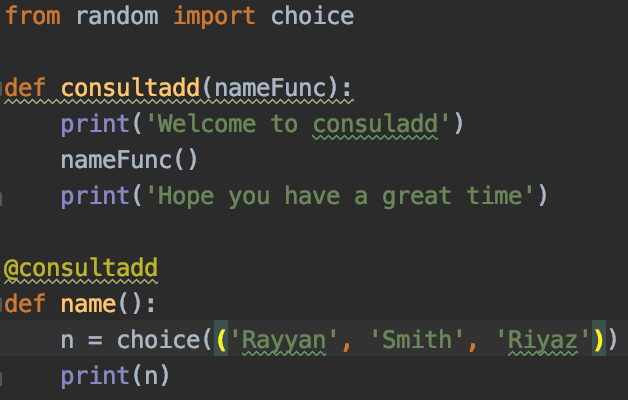 from random import choice
def consultadd(nameFunc):
    print('Welcome to consuladd')
    nameFunc()
    print('Hope you have a great time')
@consultadd
def name():
    n = choice(('Rayyan', 'Smith', 'Riyaz'))
    print(n)